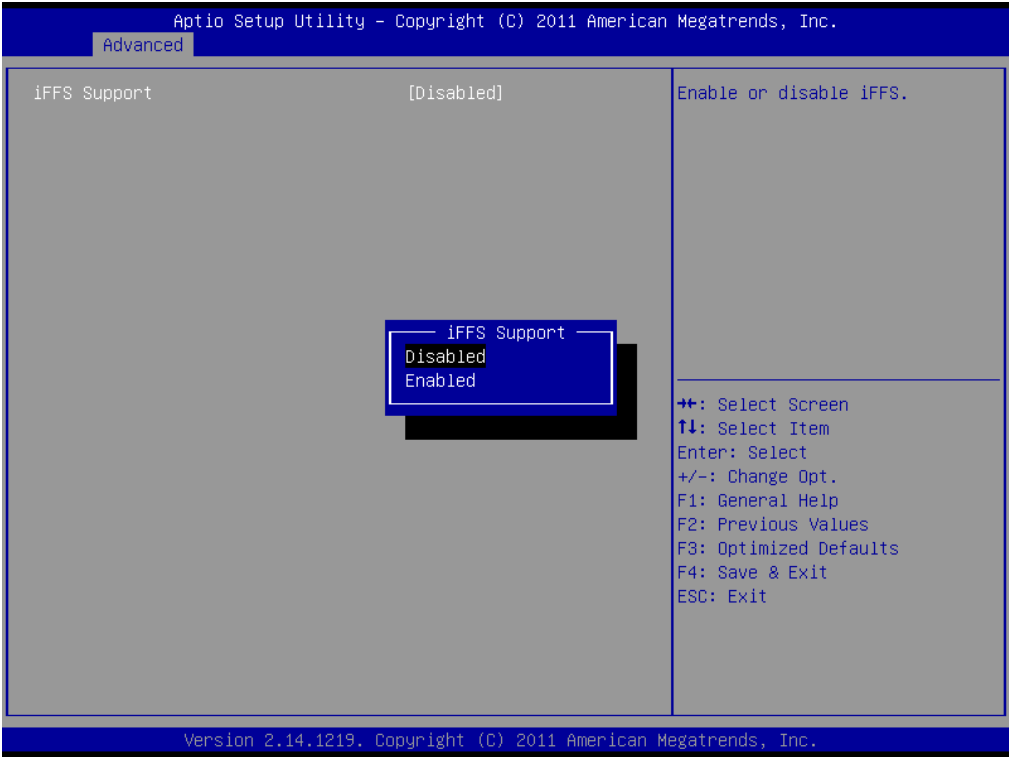 Aptio Setup Utility – Copyright (C) 2011 American Megatrends, Inc.
Advanced
iFFS Support [Disabled]
Enable or disable iFFS.
iFFS Support
Disabled
Enabled
→←: Select Screen
↑↓: Select Item
Enter: Select
+/-: Change Opt.
F1: General Help
F2: Previous Values
F3: Optimized Defaults
F4: Save & Exit
ESC: Exit
Version 2.14.1219. Copyright (C) 2011 American Megatrends, Inc.